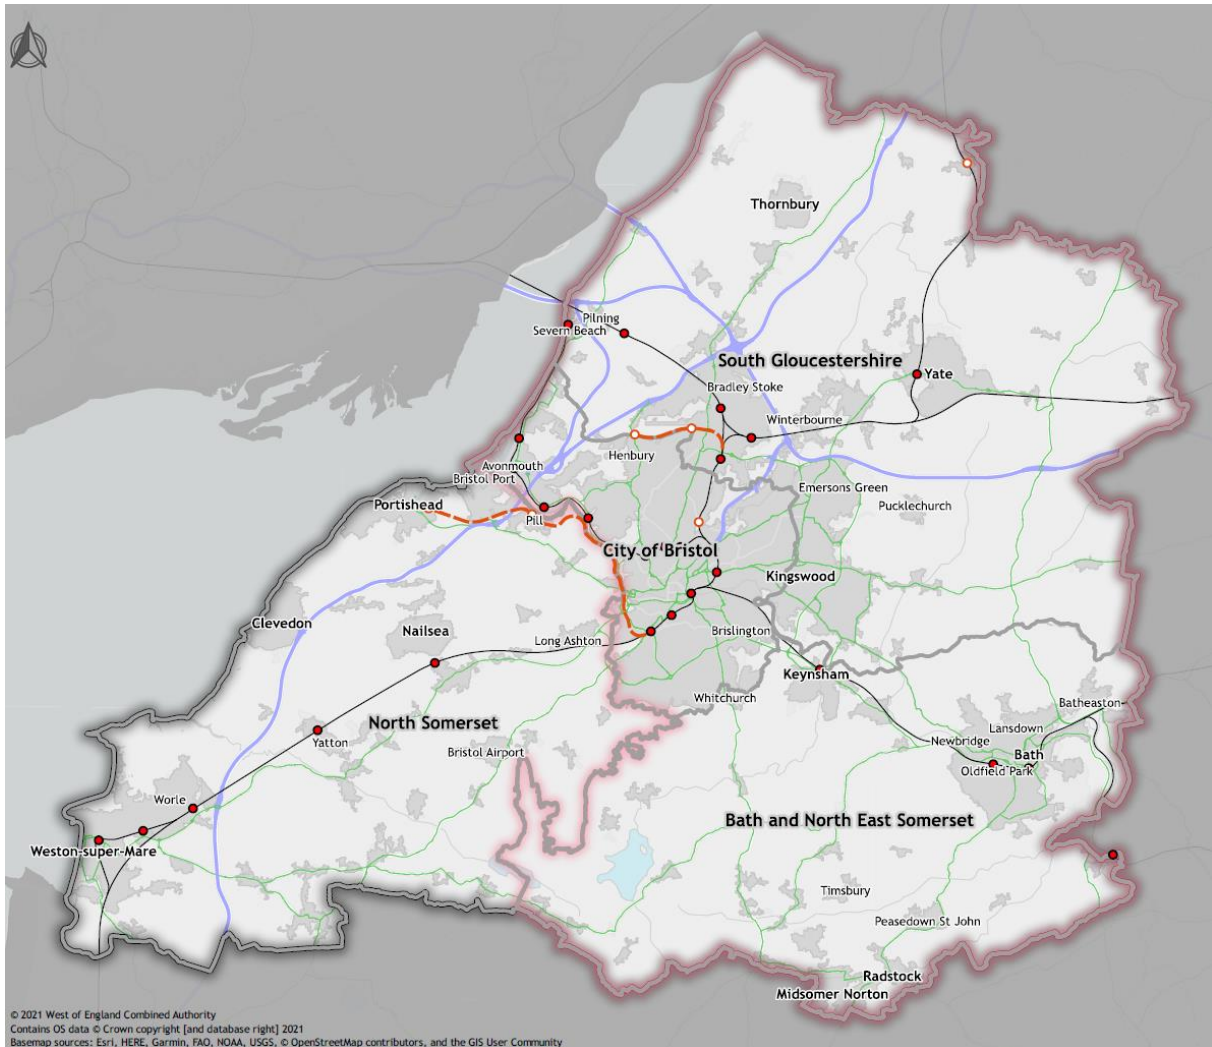 Thornbury
Pilning
Severn Beach
South Gloucestershire
Yate
Bradley Stoke
Winterbourne
Henbury
Avonmouth
Bristol Port
Emersons Green
Portishead
Pucklechurch
Pill
City of Bristol
Kingswood
Clevedon
Nailsea
Long Ashton
Brislington
Keynsham
Whitchurch
Batheaston
North Somerset
Lansdown
Yatton
Bristol Airport
Newbridge
Bath
Oldfield Park
Worle
Bath and North East Somerset
Weston-super-Mare
Timsbury
Peasedown St John
Radstock
Midsomer Norton
© 2021 West of England Combined Authority
Contains OS data © Crown copyright [and database right] 2021
Basemap sources: Esri, HERE, Garmin, FAO, NOAA, USGS, © OpenStreetMap contributors, and the GIS User Community